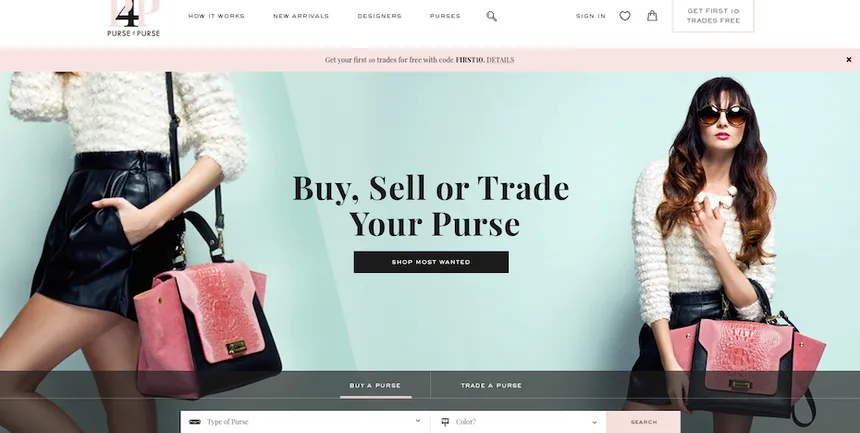 P4P
PURSE 4 PURSE
HOW IT WORKS
NEW ARRIVALS
DESIGNERS
PURSES
SIGN IN
GET FIRST 10
TRADES FREE
Get your first 10 trades for free with code FIRST10. DETAILS
Buy, Sell or Trade
Your Purse
SHOP MOST WANTED
BUY A PURSE
TRADE A PURSE
Type of Purse
Color?
SEARCH